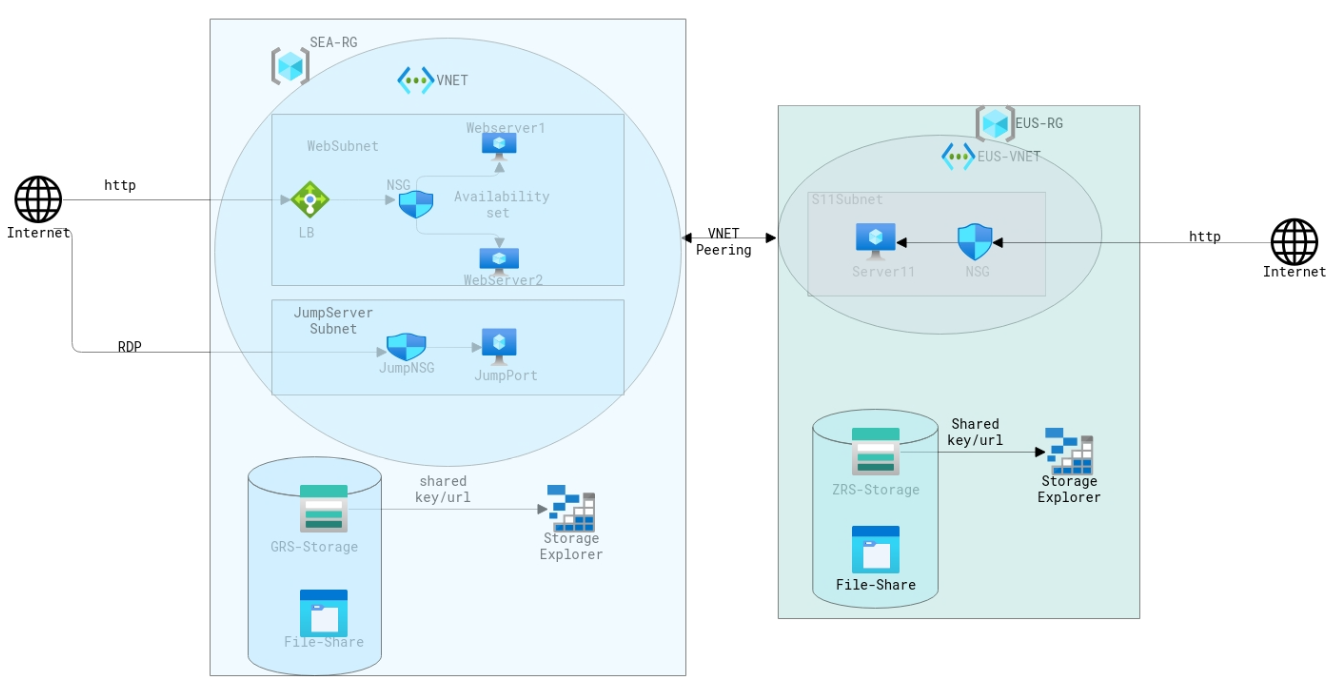 SEA-RG
VNET
Webserver1
WebSubnet
NSG
Availability
set
LB
WebServer2
http
Internet
JumpServer
Subnet
RDP
JumpNSG
JumpPort
shared
key/url
GRS-Storage
Storage
Explorer
File-Share
VNET
Peering
EUS-RG
EUS-VNET
S11Subnet
Server11
NSG
http
Internet
Shared
key/url
ZRS-Storage
Storage
Explorer
File-Share